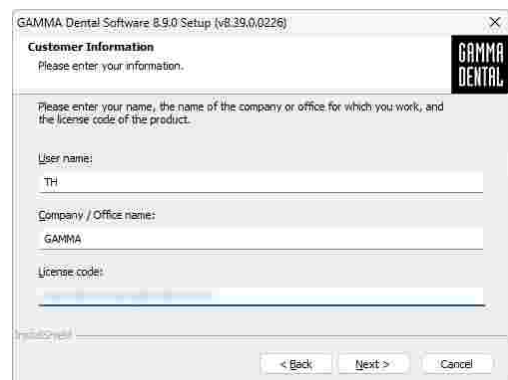 GAMMA Dental Software 8.9.0 Setup (v8.39.0.0226)
Customer Information
Please enter your information.
GAMMA
DENTAL
Please enter your name, the name of the company or office for which you work, and
the license code of the product.
User name:
TH
Company / Office name:
GAMMA
License code:
InstallShield
< Back Next > Cancel